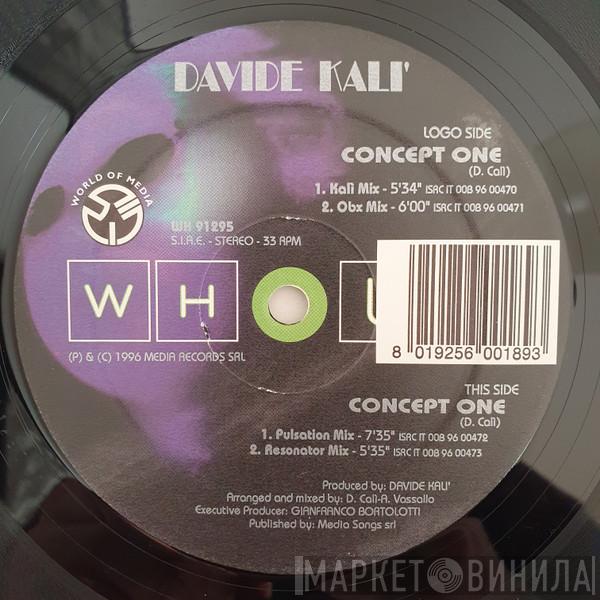 DAVIDE KALI'
LOGO SIDE
CONCEPT ONE
(D. Calì)
1. Kalì Mix - 5'34" ISRC IT 008 96 00470
2. Obx Mix - 6'00" ISRC IT 008 96 00471
WORLD OF MEDIA
WH 91295
S.I.A.E. - STEREO - 33 RPM
W H
8 019256 001893
(P) & (C) 1996 MEDIA RECORDS SRL
THIS SIDE
CONCEPT ONE
(D. Calì)
1. Pulsation Mix - 7'35" ISRC IT 008 96 00472
2. Resonator Mix - 5'35" ISRC IT 008 96 00473
Produced by: DAVIDE KALI'
Arranged and mixed by: D. Calì-A. Vassallo
Executive Producer: GIANFRANCO BORTOLOTTI
Published by: Media Songs srl
МАРКЕТ ВИНИЛА